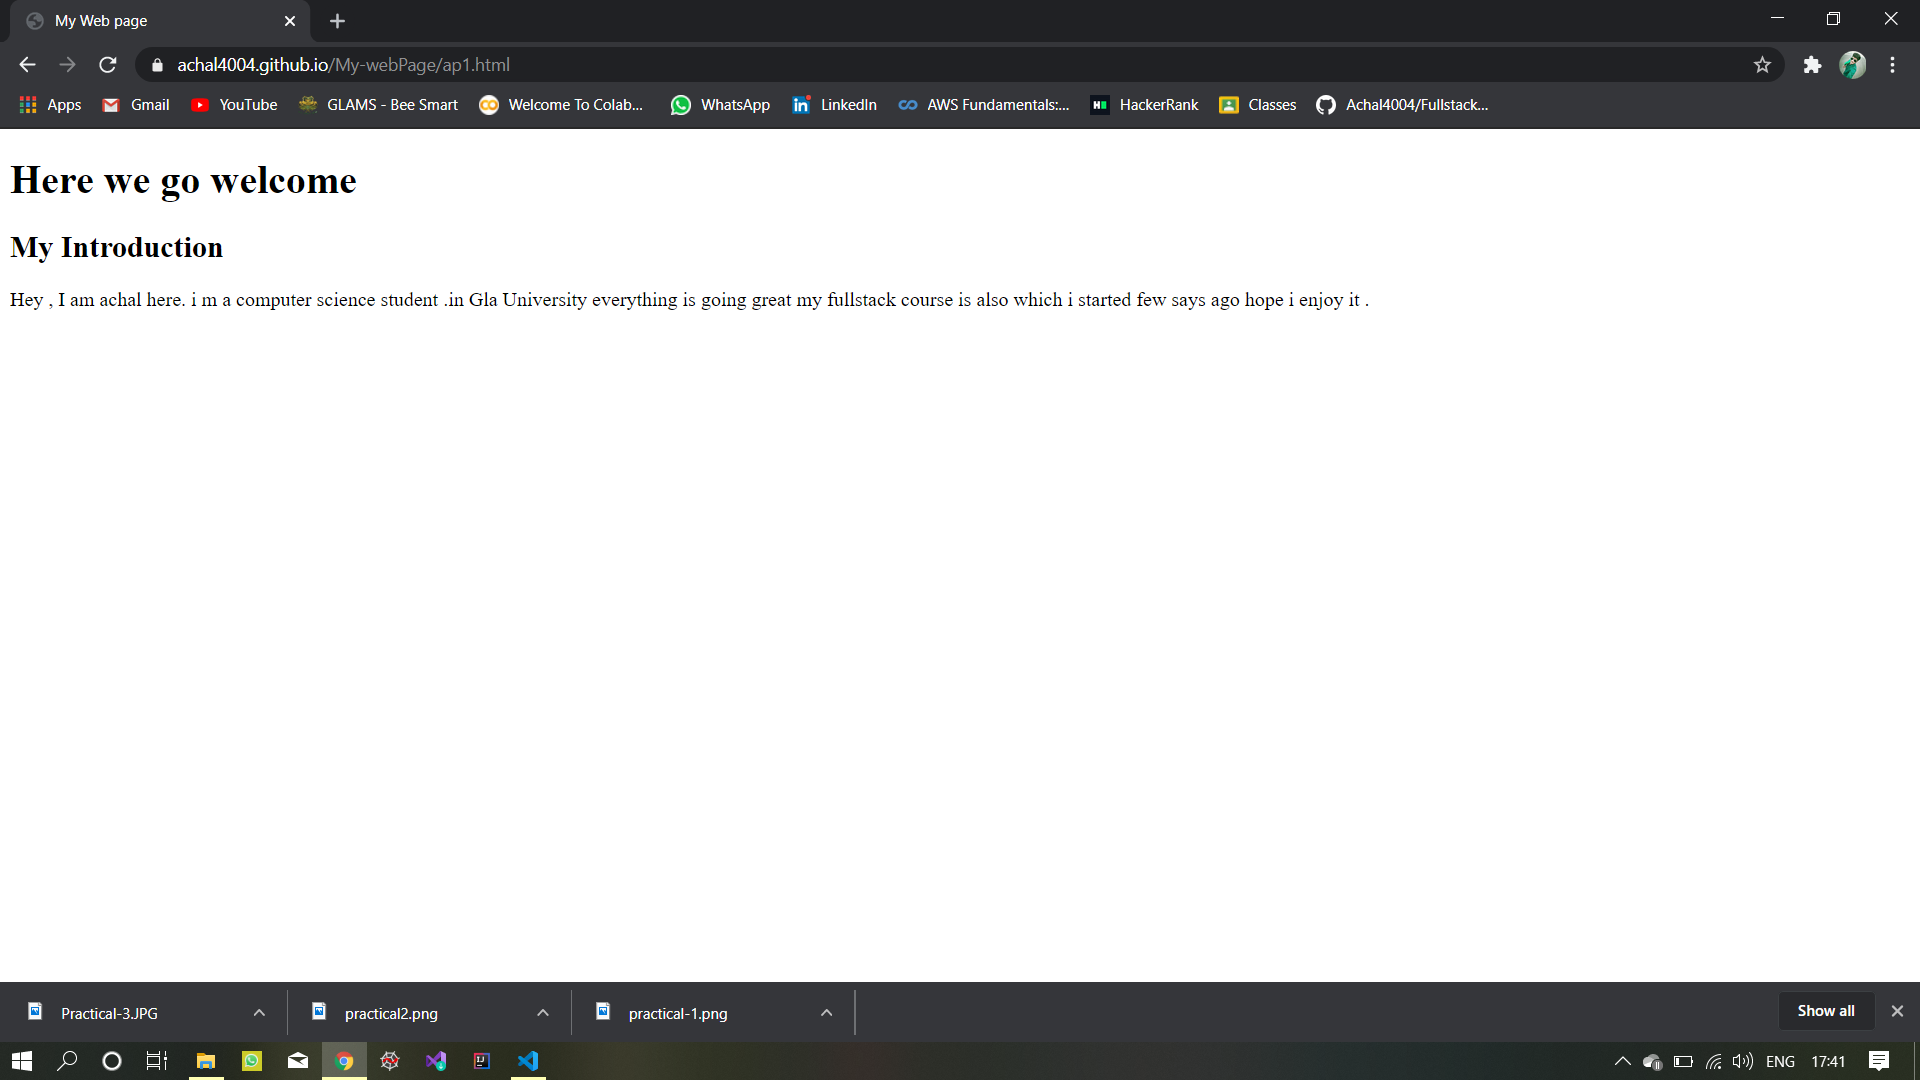 My Web page
achal4004.github.io/My-webPage/ap1.html
Apps Gmail YouTube GLAMS - Bee Smart Welcome To Colab... WhatsApp LinkedIn AWS Fundamentals:... HackerRank Classes Achal4004/Fullstack...
Here we go welcome
My Introduction
Hey , I am achal here. i m a computer science student .in Gla University everything is going great my fullstack course is also which i started few says ago hope i enjoy it .
Practical-3.JPG practical2.png practical-1.png Show all
ENG 17:41